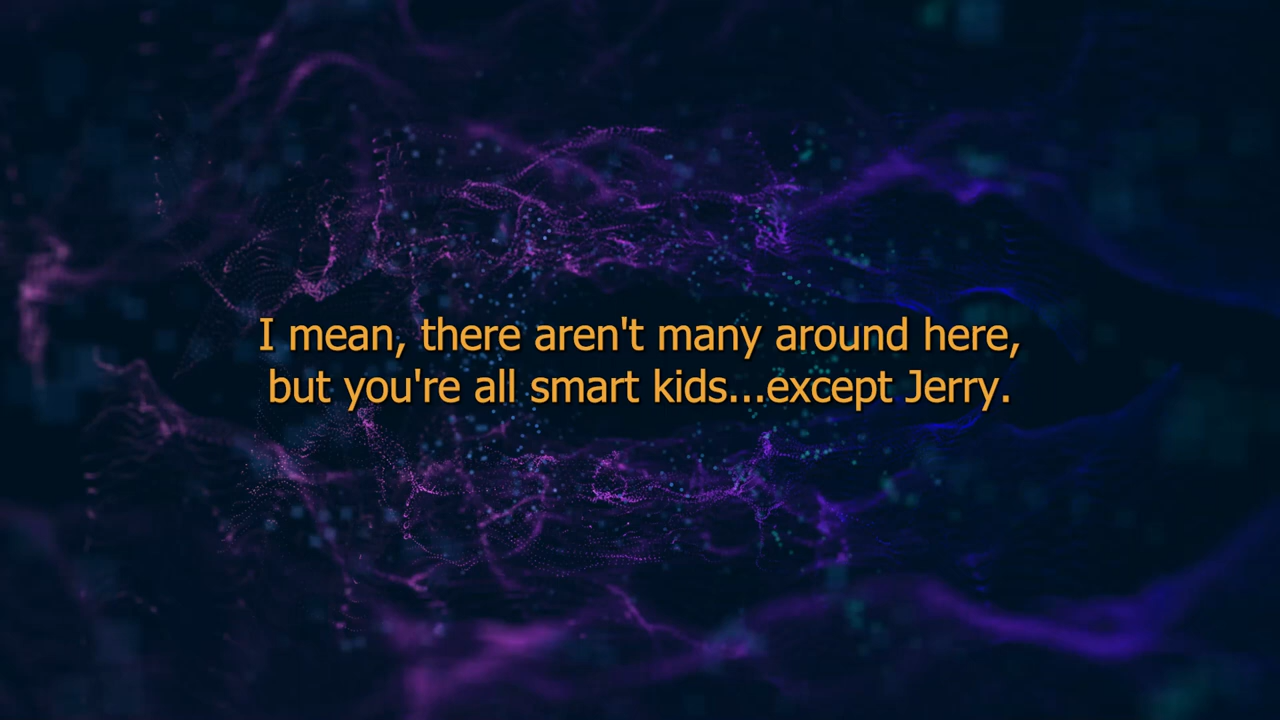 I mean, there aren't many around here,
but you're all smart kids...except Jerry.